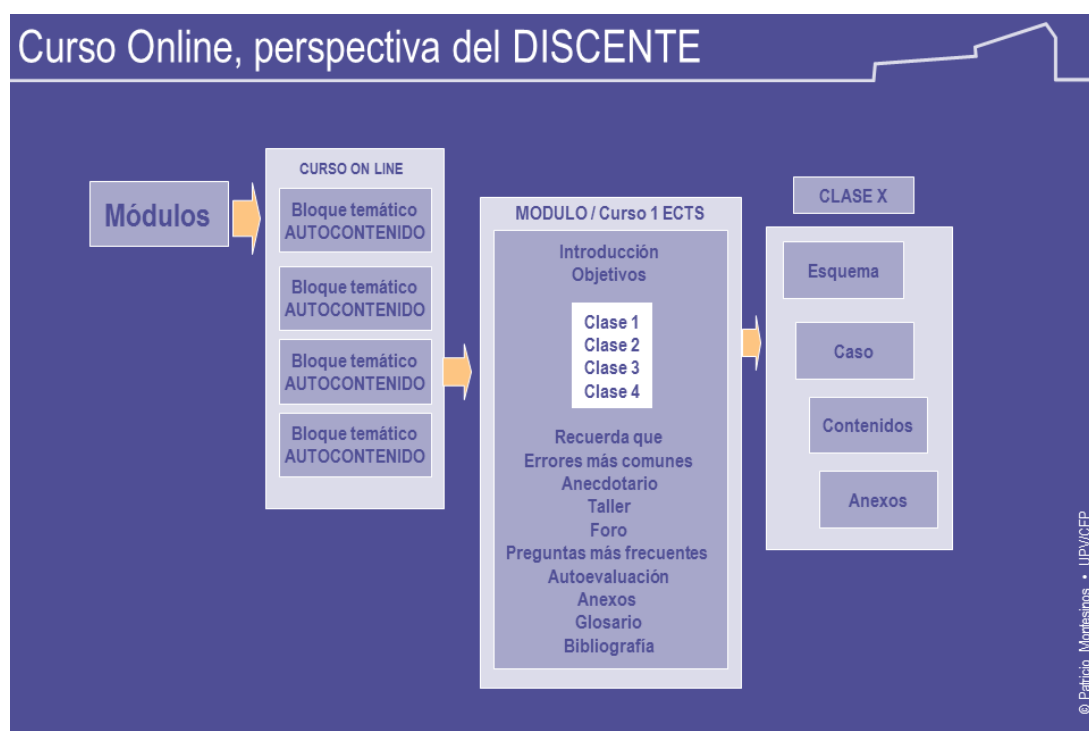 Curso Online, perspectiva del DISCENTE
Módulos
CURSO ON LINE
Bloque temático
AUTOCONTENIDO
Bloque temático
AUTOCONTENIDO
Bloque temático
AUTOCONTENIDO
Bloque temático
AUTOCONTENIDO
MODULO / Curso 1 ECTS
Introducción
Objetivos
Clase 1
Clase 2
Clase 3
Clase 4
Recuerda que
Errores más comunes
Anecdotario
Taller
Foro
Preguntas más frecuentes
Autoevaluación
Anexos
Glosario
Bibliografía
CLASE X
Esquema
Caso
Contenidos
Anexos
© Patricio Montesinos • UPV/CFP